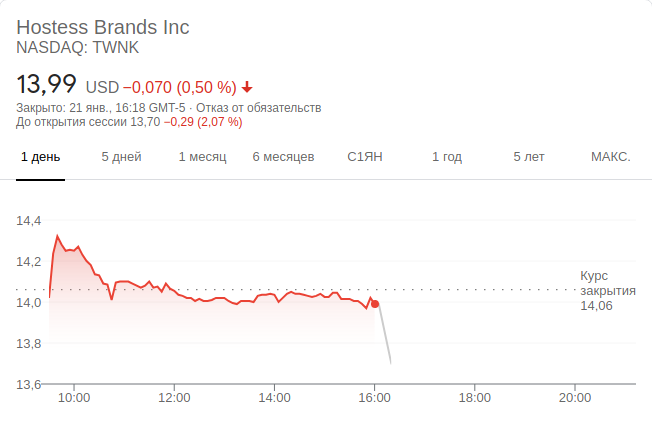 Hostess Brands Inc
NASDAQ: TWNK
13,99 USD −0,070 (0,50 %)
Закрыто: 21 янв., 16:18 GMT-5 · Отказ от обязательств
До открытия сессии 13,70 −0,29 (2,07 %)
1 день 5 дней 1 месяц 6 месяцев С1ЯН 1 год 5 лет МАКС.
14,4
14,2
Курс
закрытия
14,06
14,0
13,8
13,6
10:00 12:00 14:00 16:00 18:00 20:00